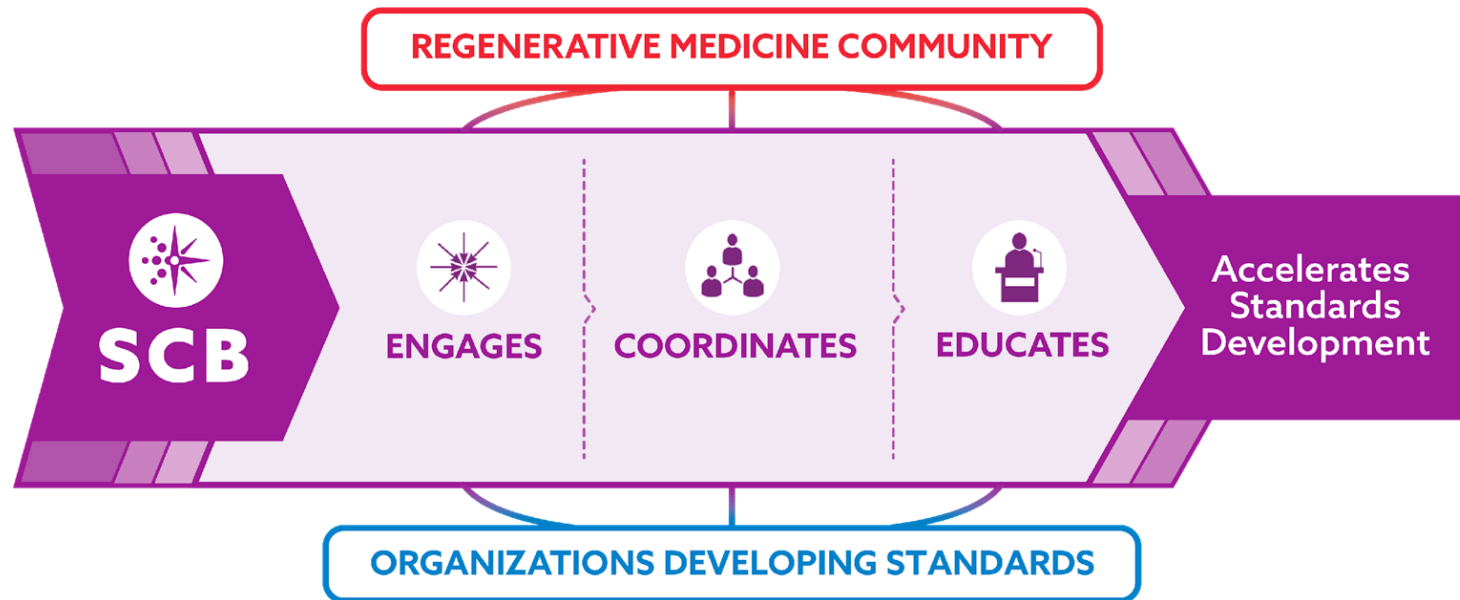 REGENERATIVE MEDICINE COMMUNITY
SCB
ENGAGES
COORDINATES
EDUCATES
Accelerates
Standards
Development
ORGANIZATIONS DEVELOPING STANDARDS